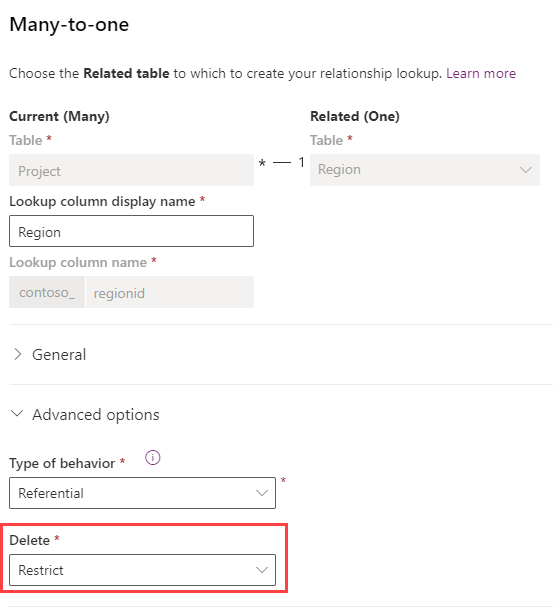 Many-to-one
Choose the Related table to which to create your relationship lookup. Learn more
Current (Many)
Related (One)
Table *
Table *
Project
* — 1
Region
Lookup column display name *
Region
Lookup column name *
contoso_ regionid
General
Advanced options
Type of behavior *
Referential
*
Delete *
Restrict